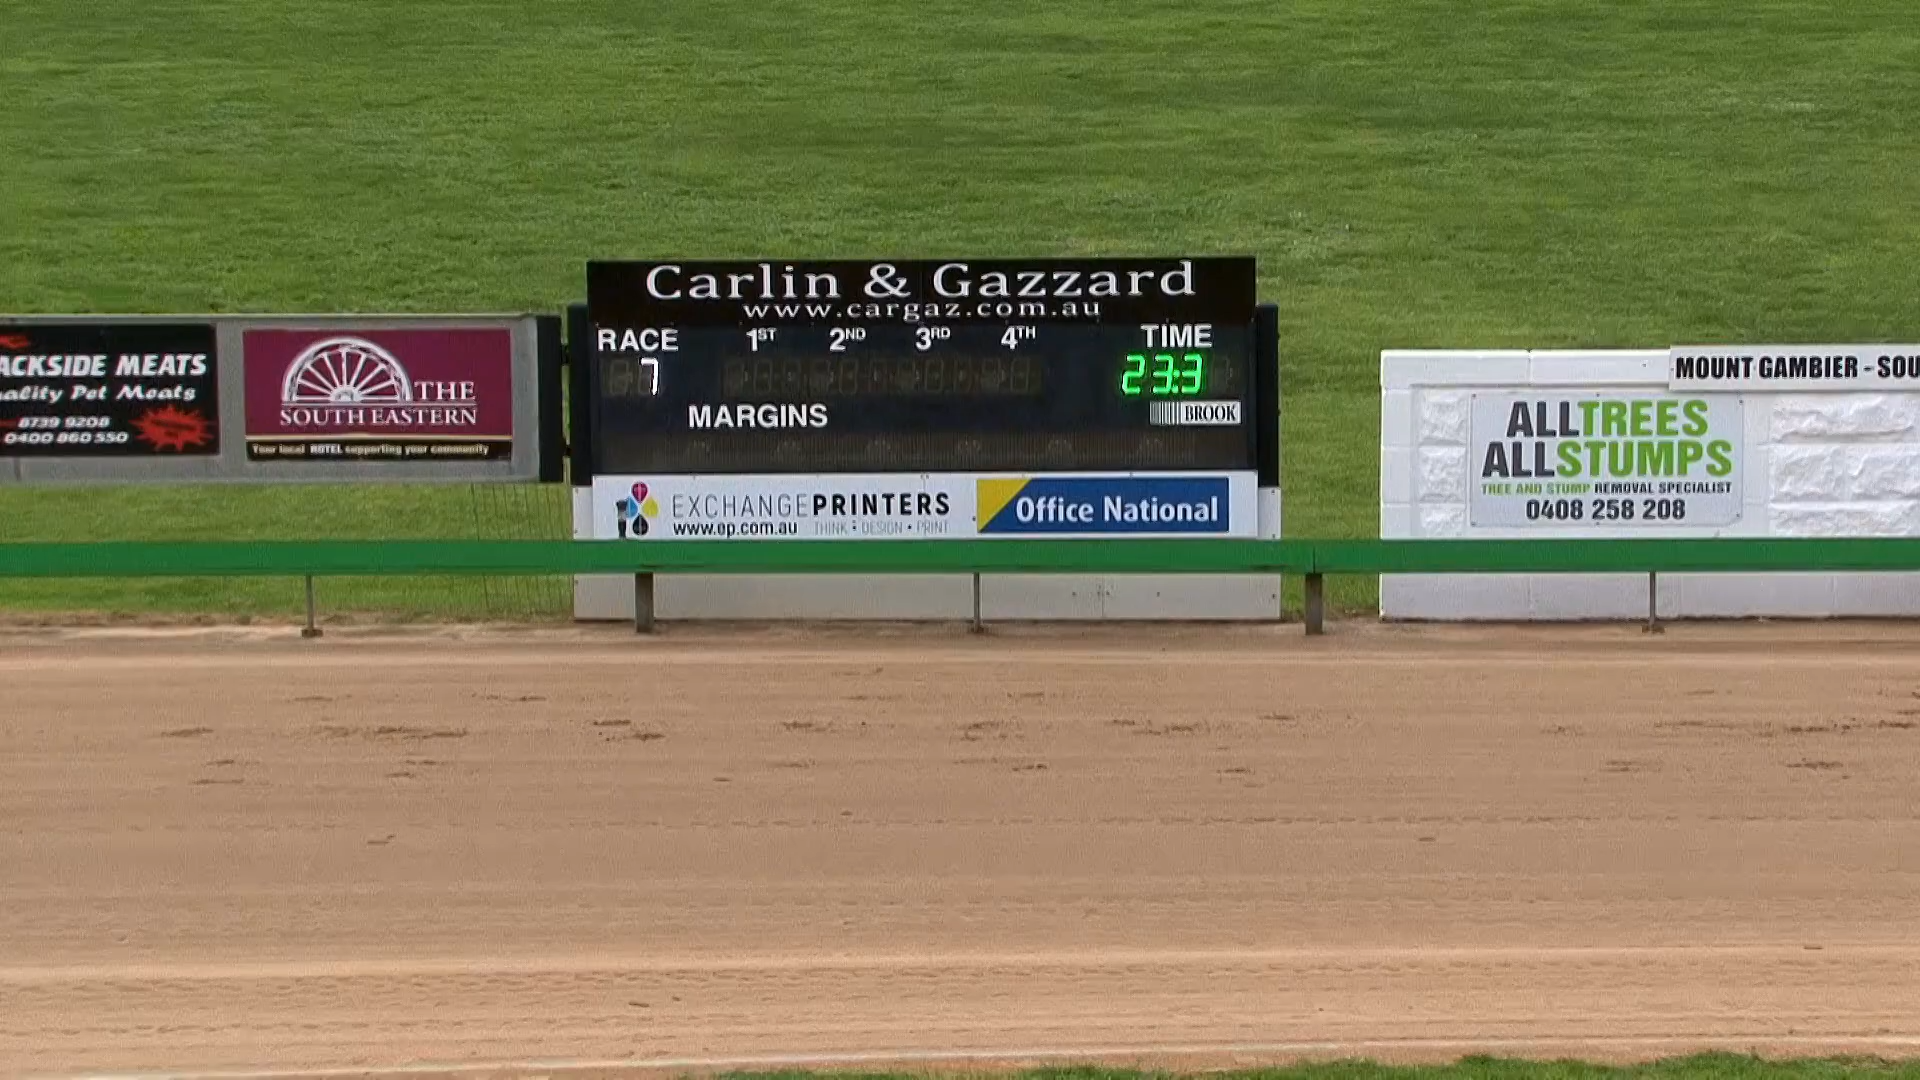 Carlin & Gazzard
www.cargaz.com.au
RACE 1ST 2ND 3RD 4TH TIME
7 23:3
MARGINS
BROOK
EXCHANGEPRINTERS
www.ep.com.au THINK • DESIGN • PRINT
Office National
ACKSIDE MEATS
ality Pet Meats
8739 9208
0400 860 550
THE
SOUTH EASTERN
Your local HOTEL supporting your community
MOUNT GAMBIER - SOU
ALLTREES
ALLSTUMPS
TREE AND STUMP REMOVAL SPECIALIST
0408 258 208